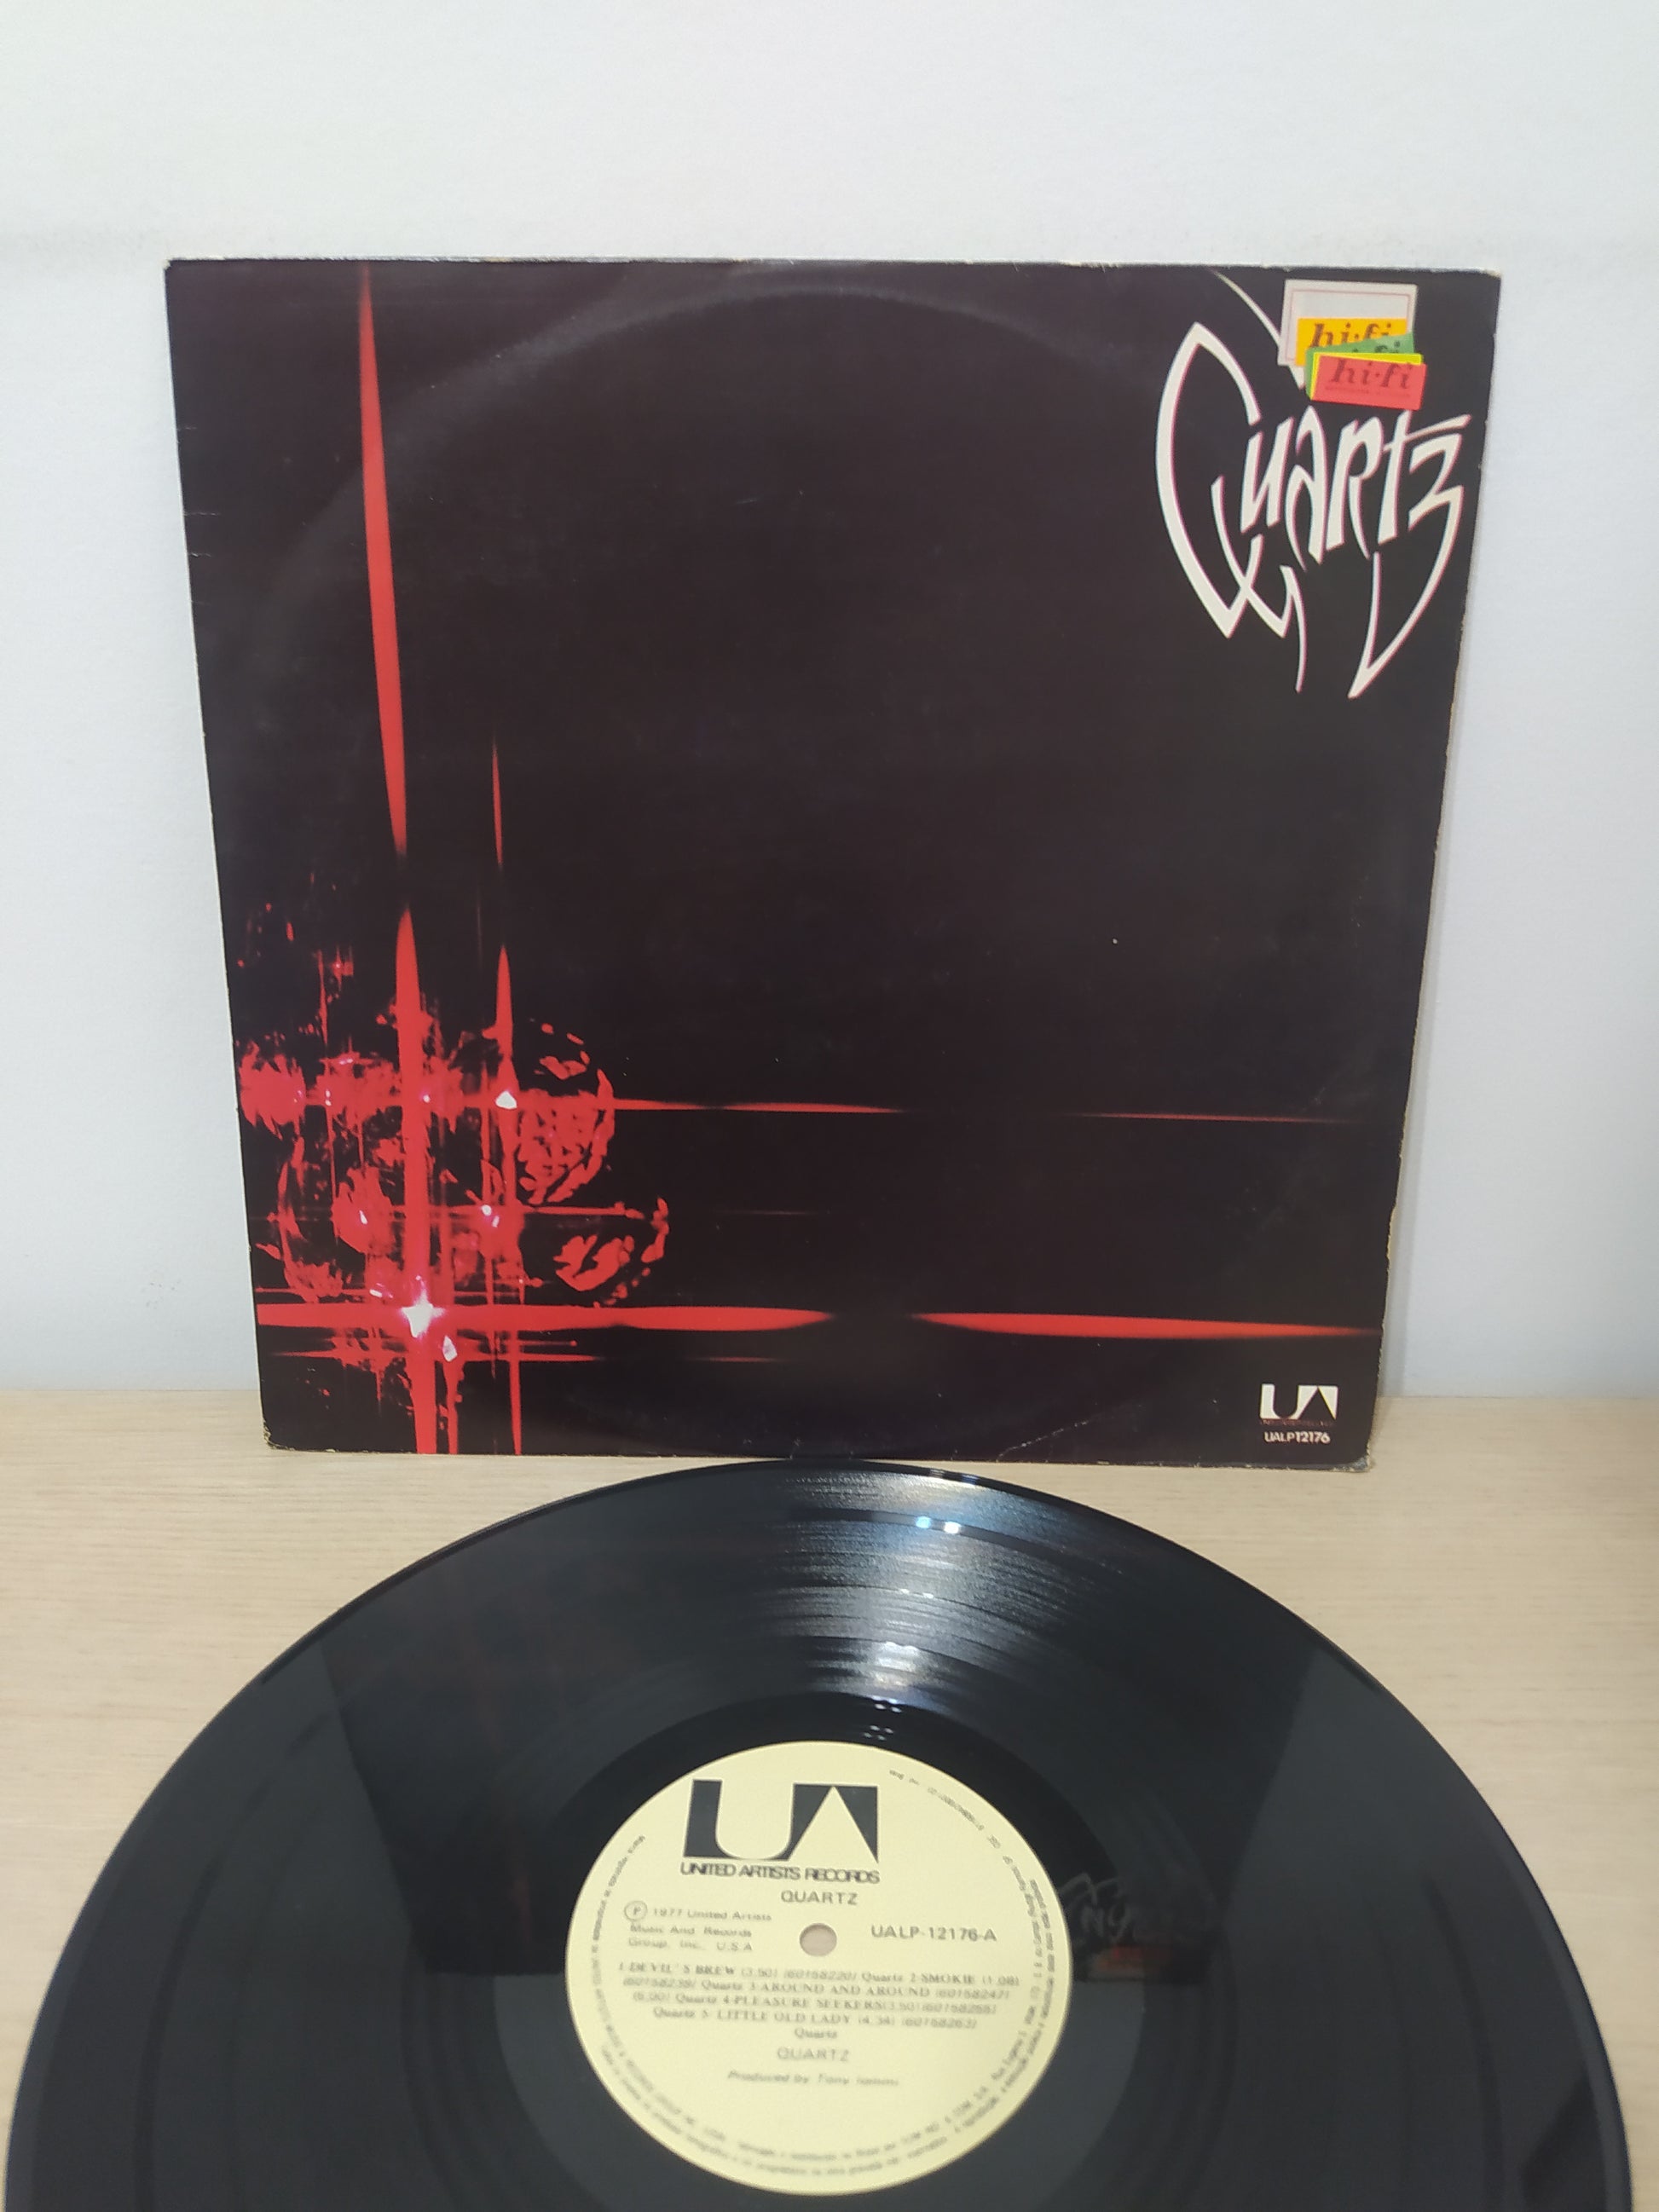 hi·fi
hi·fi
Quartz
UA
UALP12176
UA
UNITED ARTISTS RECORDS
QUARTZ
Ⓟ 1977 United Artists
Music And Records
Group, Inc., U.S.A
UALP-12176-A
1-DEVIL'S BREW (3.50) (60158220) Quartz 2-SMOKIE (1.08)
(60158239) Quartz 3-AROUND AND AROUND (60158247)
(6.00) Quartz 4-PLEASURE SEEKERS(3.50)(60158255)
Quartz 5- LITTLE OLD LADY (4.34) (60158263)
Quartz
QUARTZ
Produced by Tony Iommi